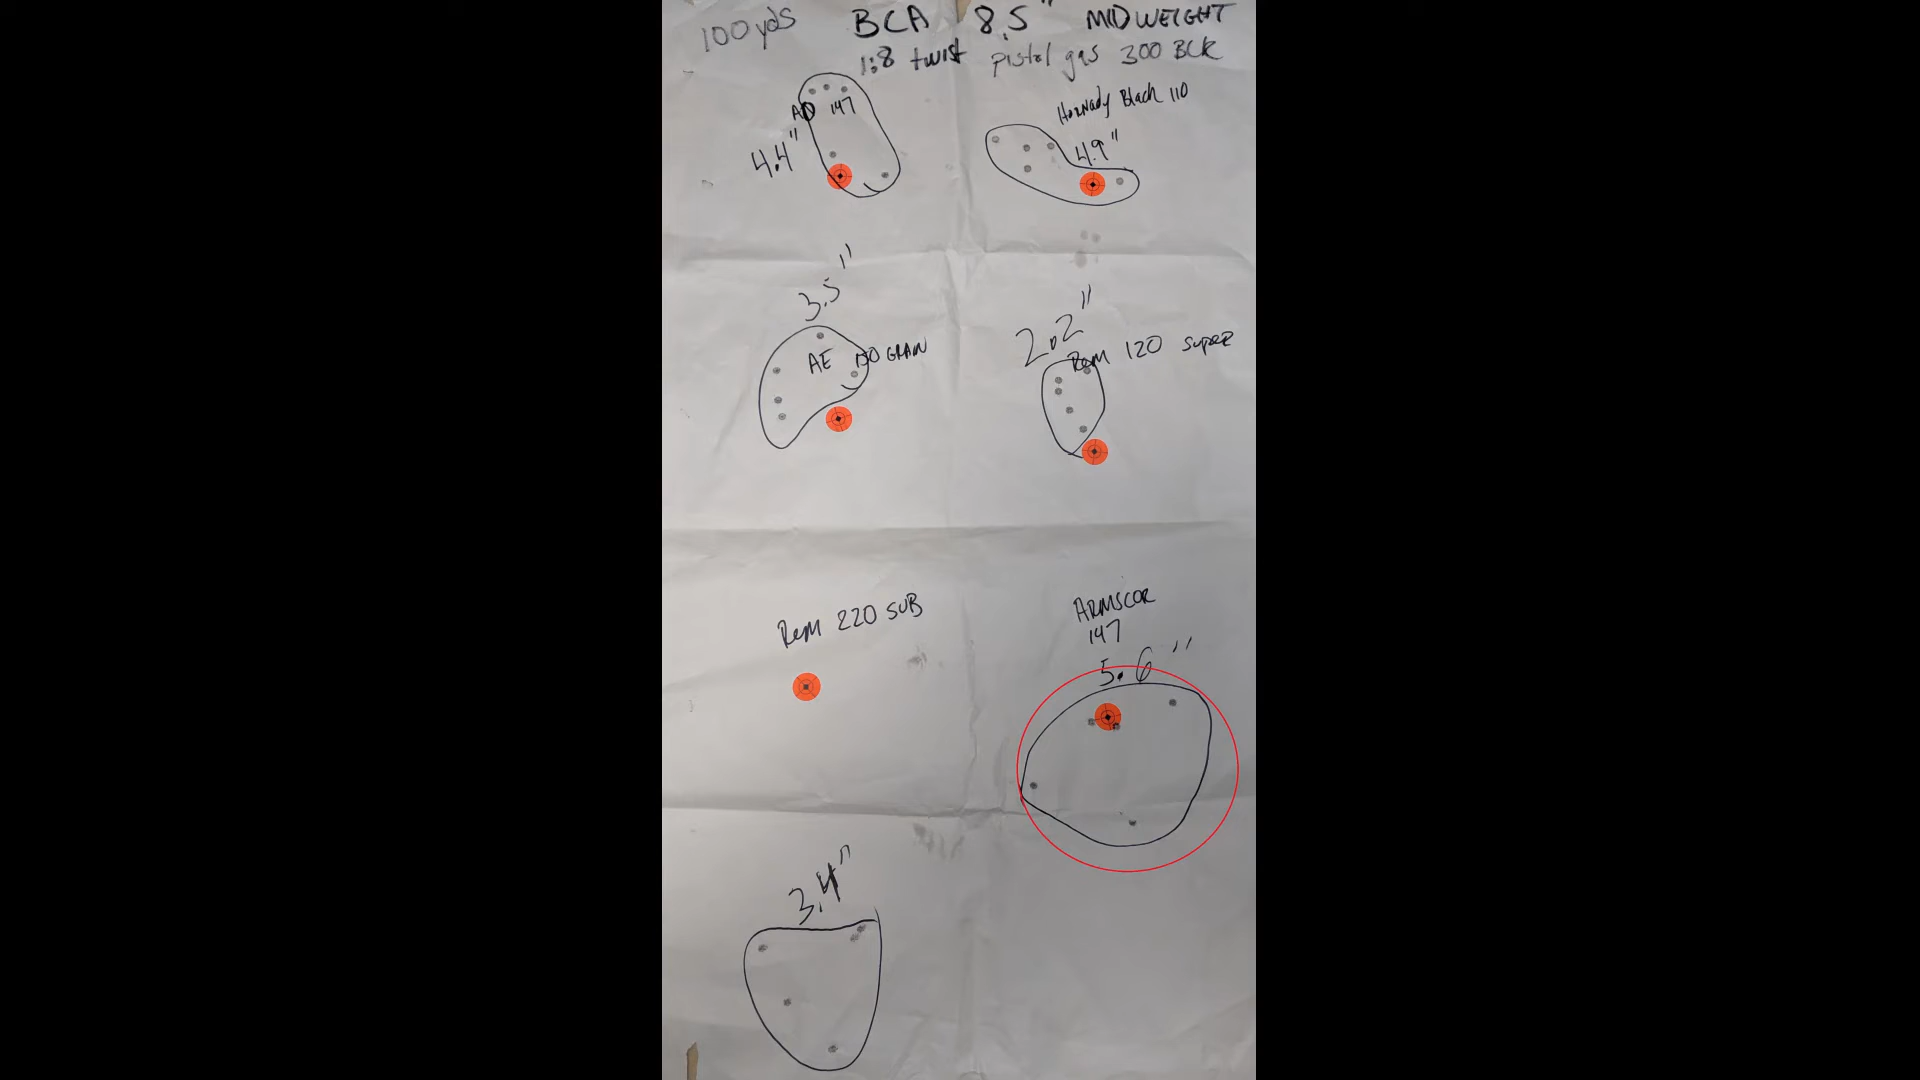 100 yds BCA 8.5" MIDWEIGHT
1:8 twist pistol gas 300 BLK
AO 147
4.4"
Hornady Black 110
4.9"
3.5"
AE 150 GRAIN
2.2"
Rem 120 super
Rem 220 SUB
ARMSCOR
147
5.6"
3.4"